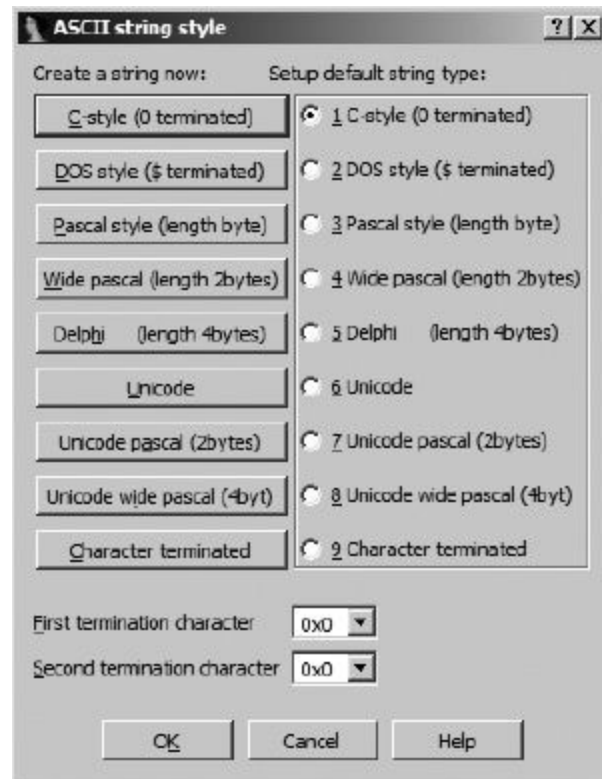 ASCII string style
Create a string now: Setup default string type:
C-style (0 terminated) 1 C-style (0 terminated)
DOS style ($ terminated) 2 DOS style ($ terminated)
Pascal style (length byte) 3 Pascal style (length byte)
Wide pascal (length 2bytes) 4 Wide pascal (length 2bytes)
Delphi (length 4bytes) 5 Delphi (length 4bytes)
Unicode 6 Unicode
Unicode pascal (2bytes) 7 Unicode pascal (2bytes)
Unicode wide pascal (4byt) 8 Unicode wide pascal (4byt)
Character terminated 9 Character terminated
First termination character 0x0
Second termination character 0x0
OK Cancel Help